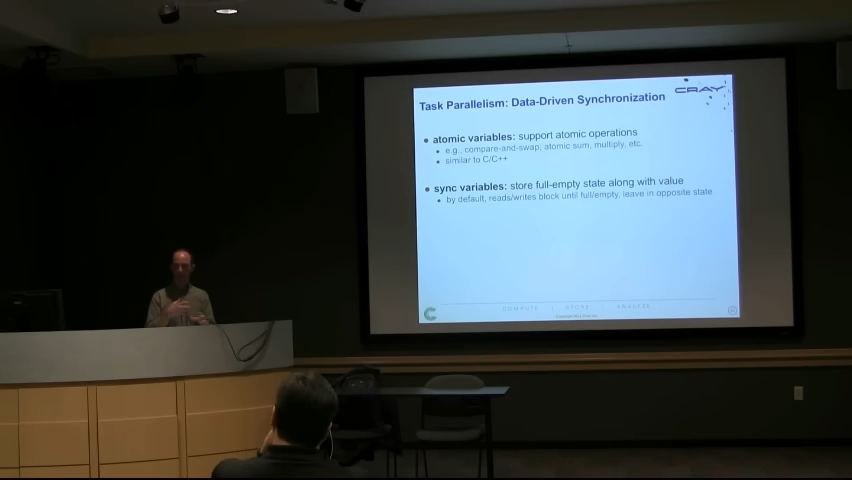 CRAY
Task Parallelism: Data-Driven Synchronization
atomic variables: support atomic operations
e.g., compare-and-swap; atomic sum, multiply, etc.
similar to C/C++
sync variables: store full-empty state along with value
by default, reads/writes block until full/empty, leave in opposite state
COMPUTE | STORE | ANALYZE